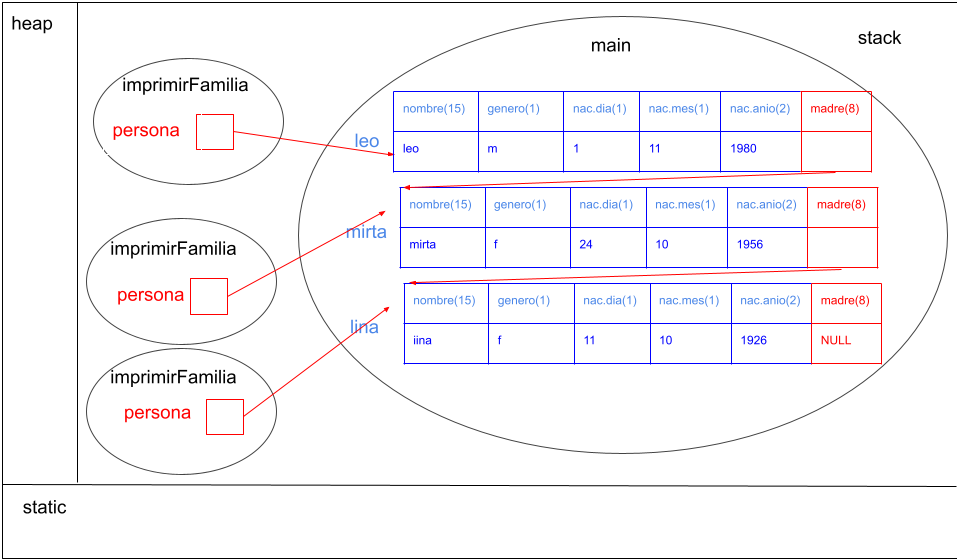 heap
stack
main
imprimirFamilia
persona
leo
nombre(15) genero(1) nac.dia(1) nac.mes(1) nac.anio(2) madre(8)
leo m 1 11 1980
imprimirFamilia
persona
mirta
nombre(15) genero(1) nac.dia(1) nac.mes(1) nac.anio(2) madre(8)
mirta f 24 10 1956
imprimirFamilia
persona
lina
nombre(15) genero(1) nac.dia(1) nac.mes(1) nac.anio(2) madre(8)
iina f 11 10 1926 NULL
static